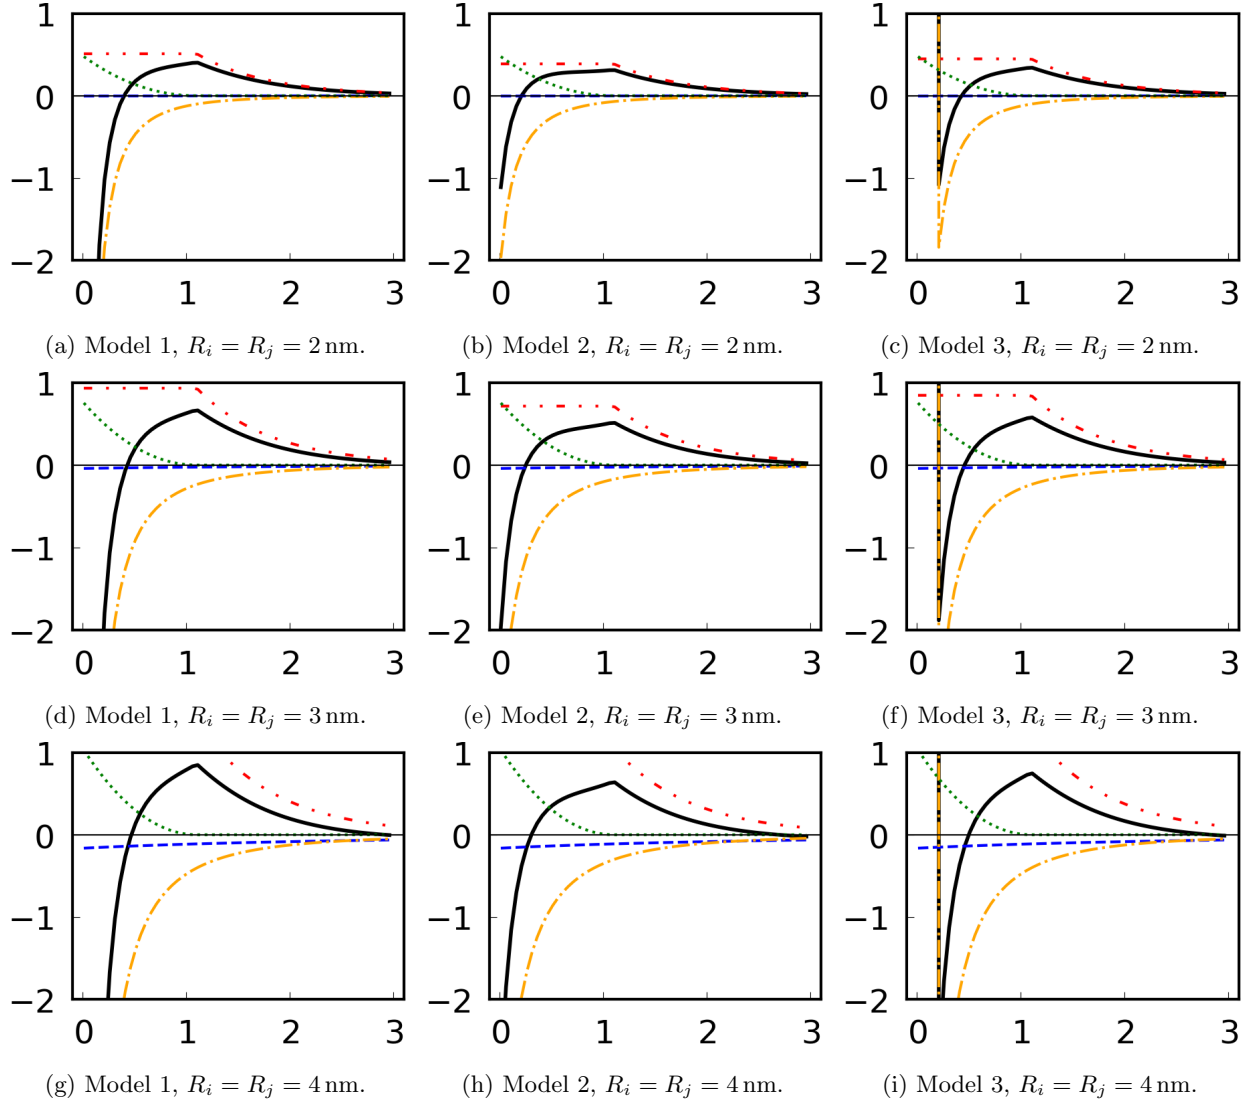 1 1 1
0 0 0
−1 −1 −1
−2 −2 −2
0 1 2 3 0 1 2 3 0 1 2 3
(a) Model 1, R_i = R_j = 2 nm. (b) Model 2, R_i = R_j = 2 nm. (c) Model 3, R_i = R_j = 2 nm.
1 1 1
0 0 0
−1 −1 −1
−2 −2 −2
0 1 2 3 0 1 2 3 0 1 2 3
(d) Model 1, R_i = R_j = 3 nm. (e) Model 2, R_i = R_j = 3 nm. (f) Model 3, R_i = R_j = 3 nm.
1 1 1
0 0 0
−1 −1 −1
−2 −2 −2
0 1 2 3 0 1 2 3 0 1 2 3
(g) Model 1, R_i = R_j = 4 nm. (h) Model 2, R_i = R_j = 4 nm. (i) Model 3, R_i = R_j = 4 nm.